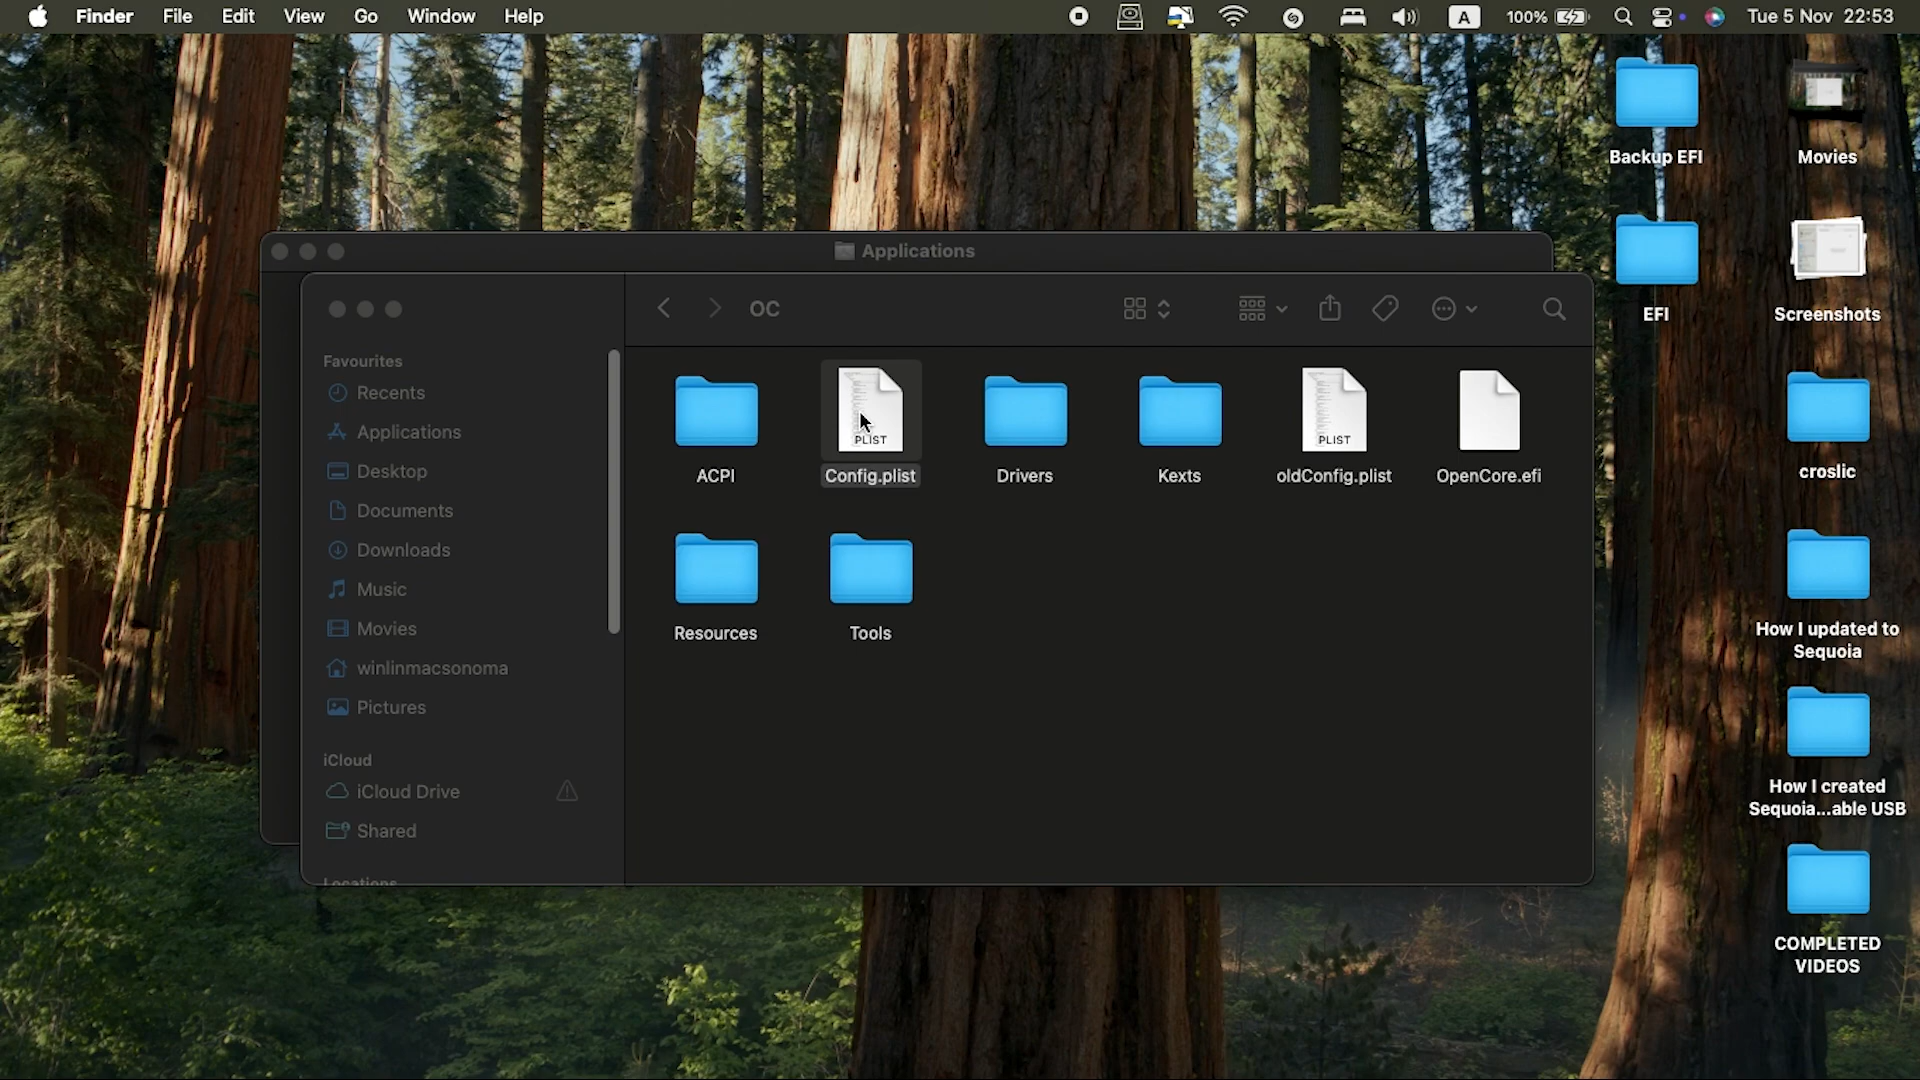 Finder File Edit View Go Window Help
A 100% Tue 5 Nov 22:53
Applications
OC
Favourites
Recents
Applications
Desktop
Documents
Downloads
Music
Movies
winlinmacsonoma
Pictures
iCloud
iCloud Drive
Shared
Locations
PLIST PLIST
ACPI Config.plist Drivers Kexts oldConfig.plist OpenCore.efi
Resources Tools
Backup EFI Movies
EFI Screenshots
croslic
How I updated to
Sequoia
How I created
Sequoia...able USB
COMPLETED
VIDEOS